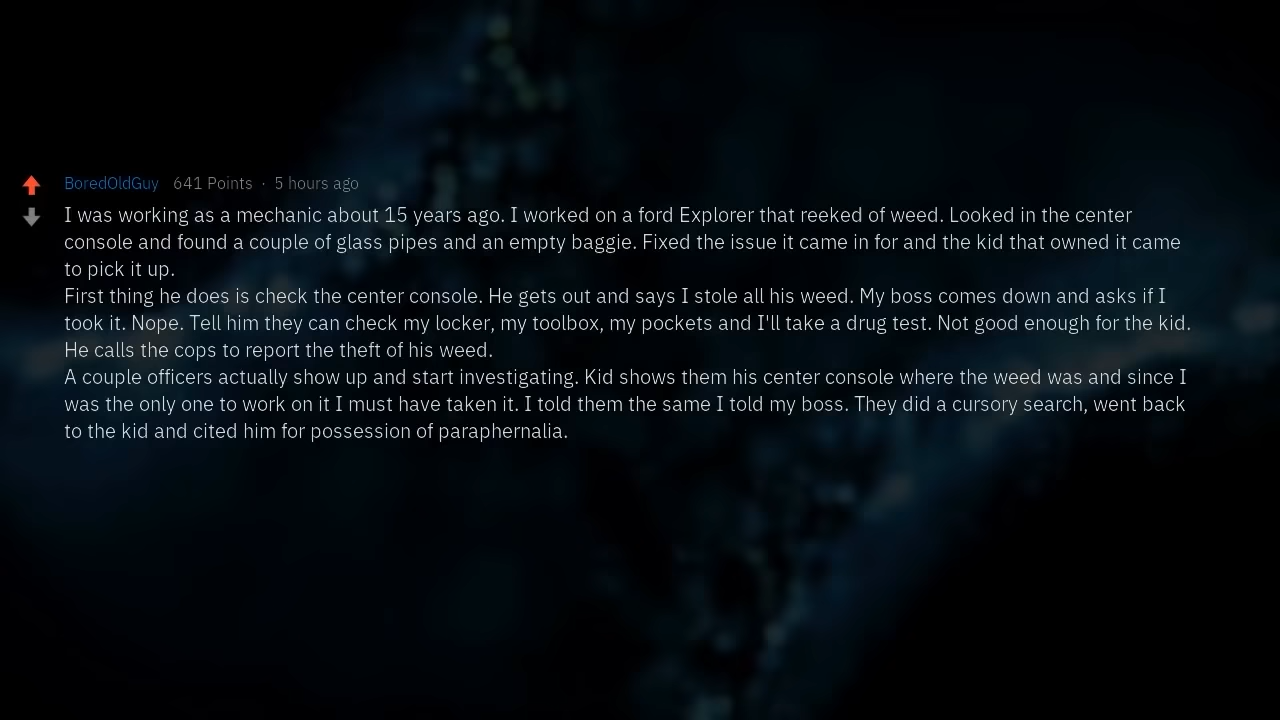 BoredOldGuy 641 Points · 5 hours ago
I was working as a mechanic about 15 years ago. I worked on a ford Explorer that reeked of weed. Looked in the center
console and found a couple of glass pipes and an empty baggie. Fixed the issue it came in for and the kid that owned it came
to pick it up.
First thing he does is check the center console. He gets out and says I stole all his weed. My boss comes down and asks if I
took it. Nope. Tell him they can check my locker, my toolbox, my pockets and I'll take a drug test. Not good enough for the kid.
He calls the cops to report the theft of his weed.
A couple officers actually show up and start investigating. Kid shows them his center console where the weed was and since I
was the only one to work on it I must have taken it. I told them the same I told my boss. They did a cursory search, went back
to the kid and cited him for possession of paraphernalia.